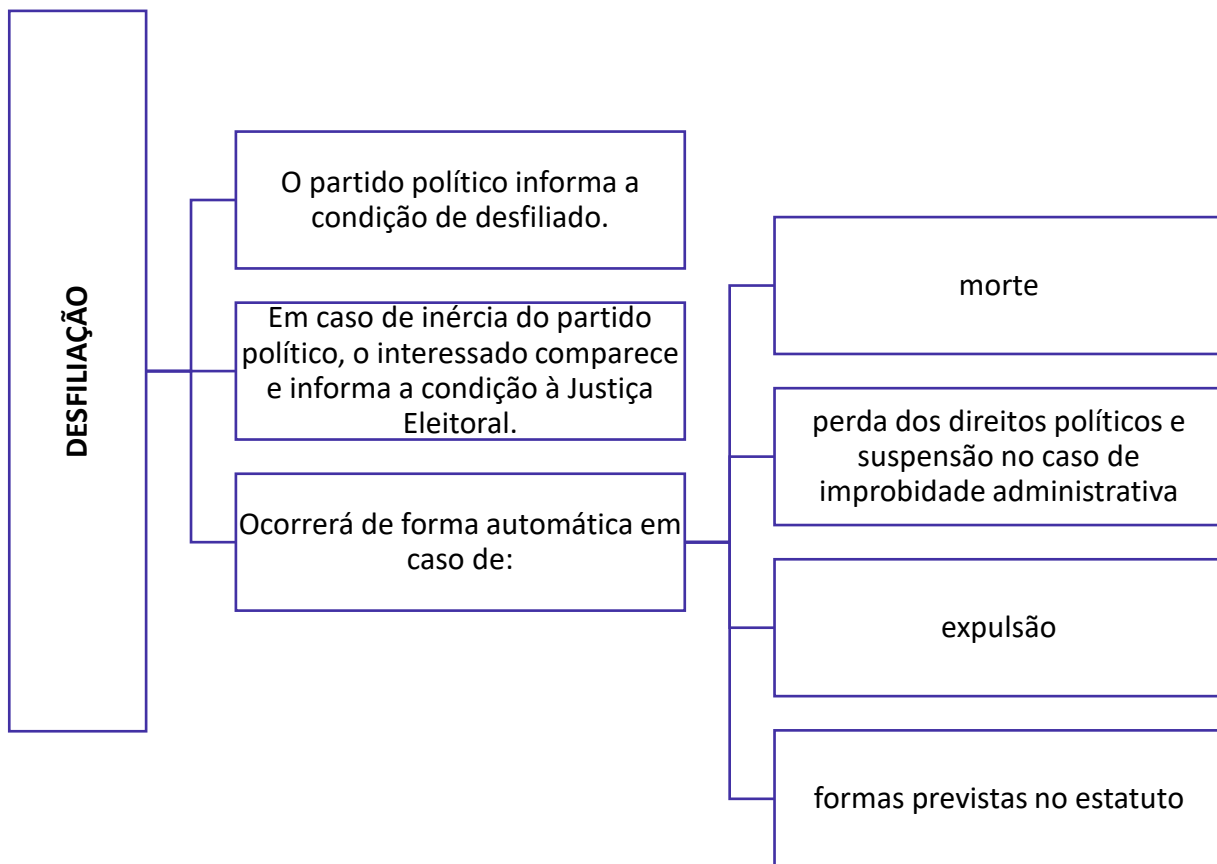 DESFILIAÇÃO
O partido político informa a
condição de desfiliado.
Em caso de inércia do partido
político, o interessado comparece
e informa a condição à Justiça
Eleitoral.
Ocorrerá de forma automática em
caso de:
morte
perda dos direitos políticos e
suspensão no caso de
improbidade administrativa
expulsão
formas previstas no estatuto